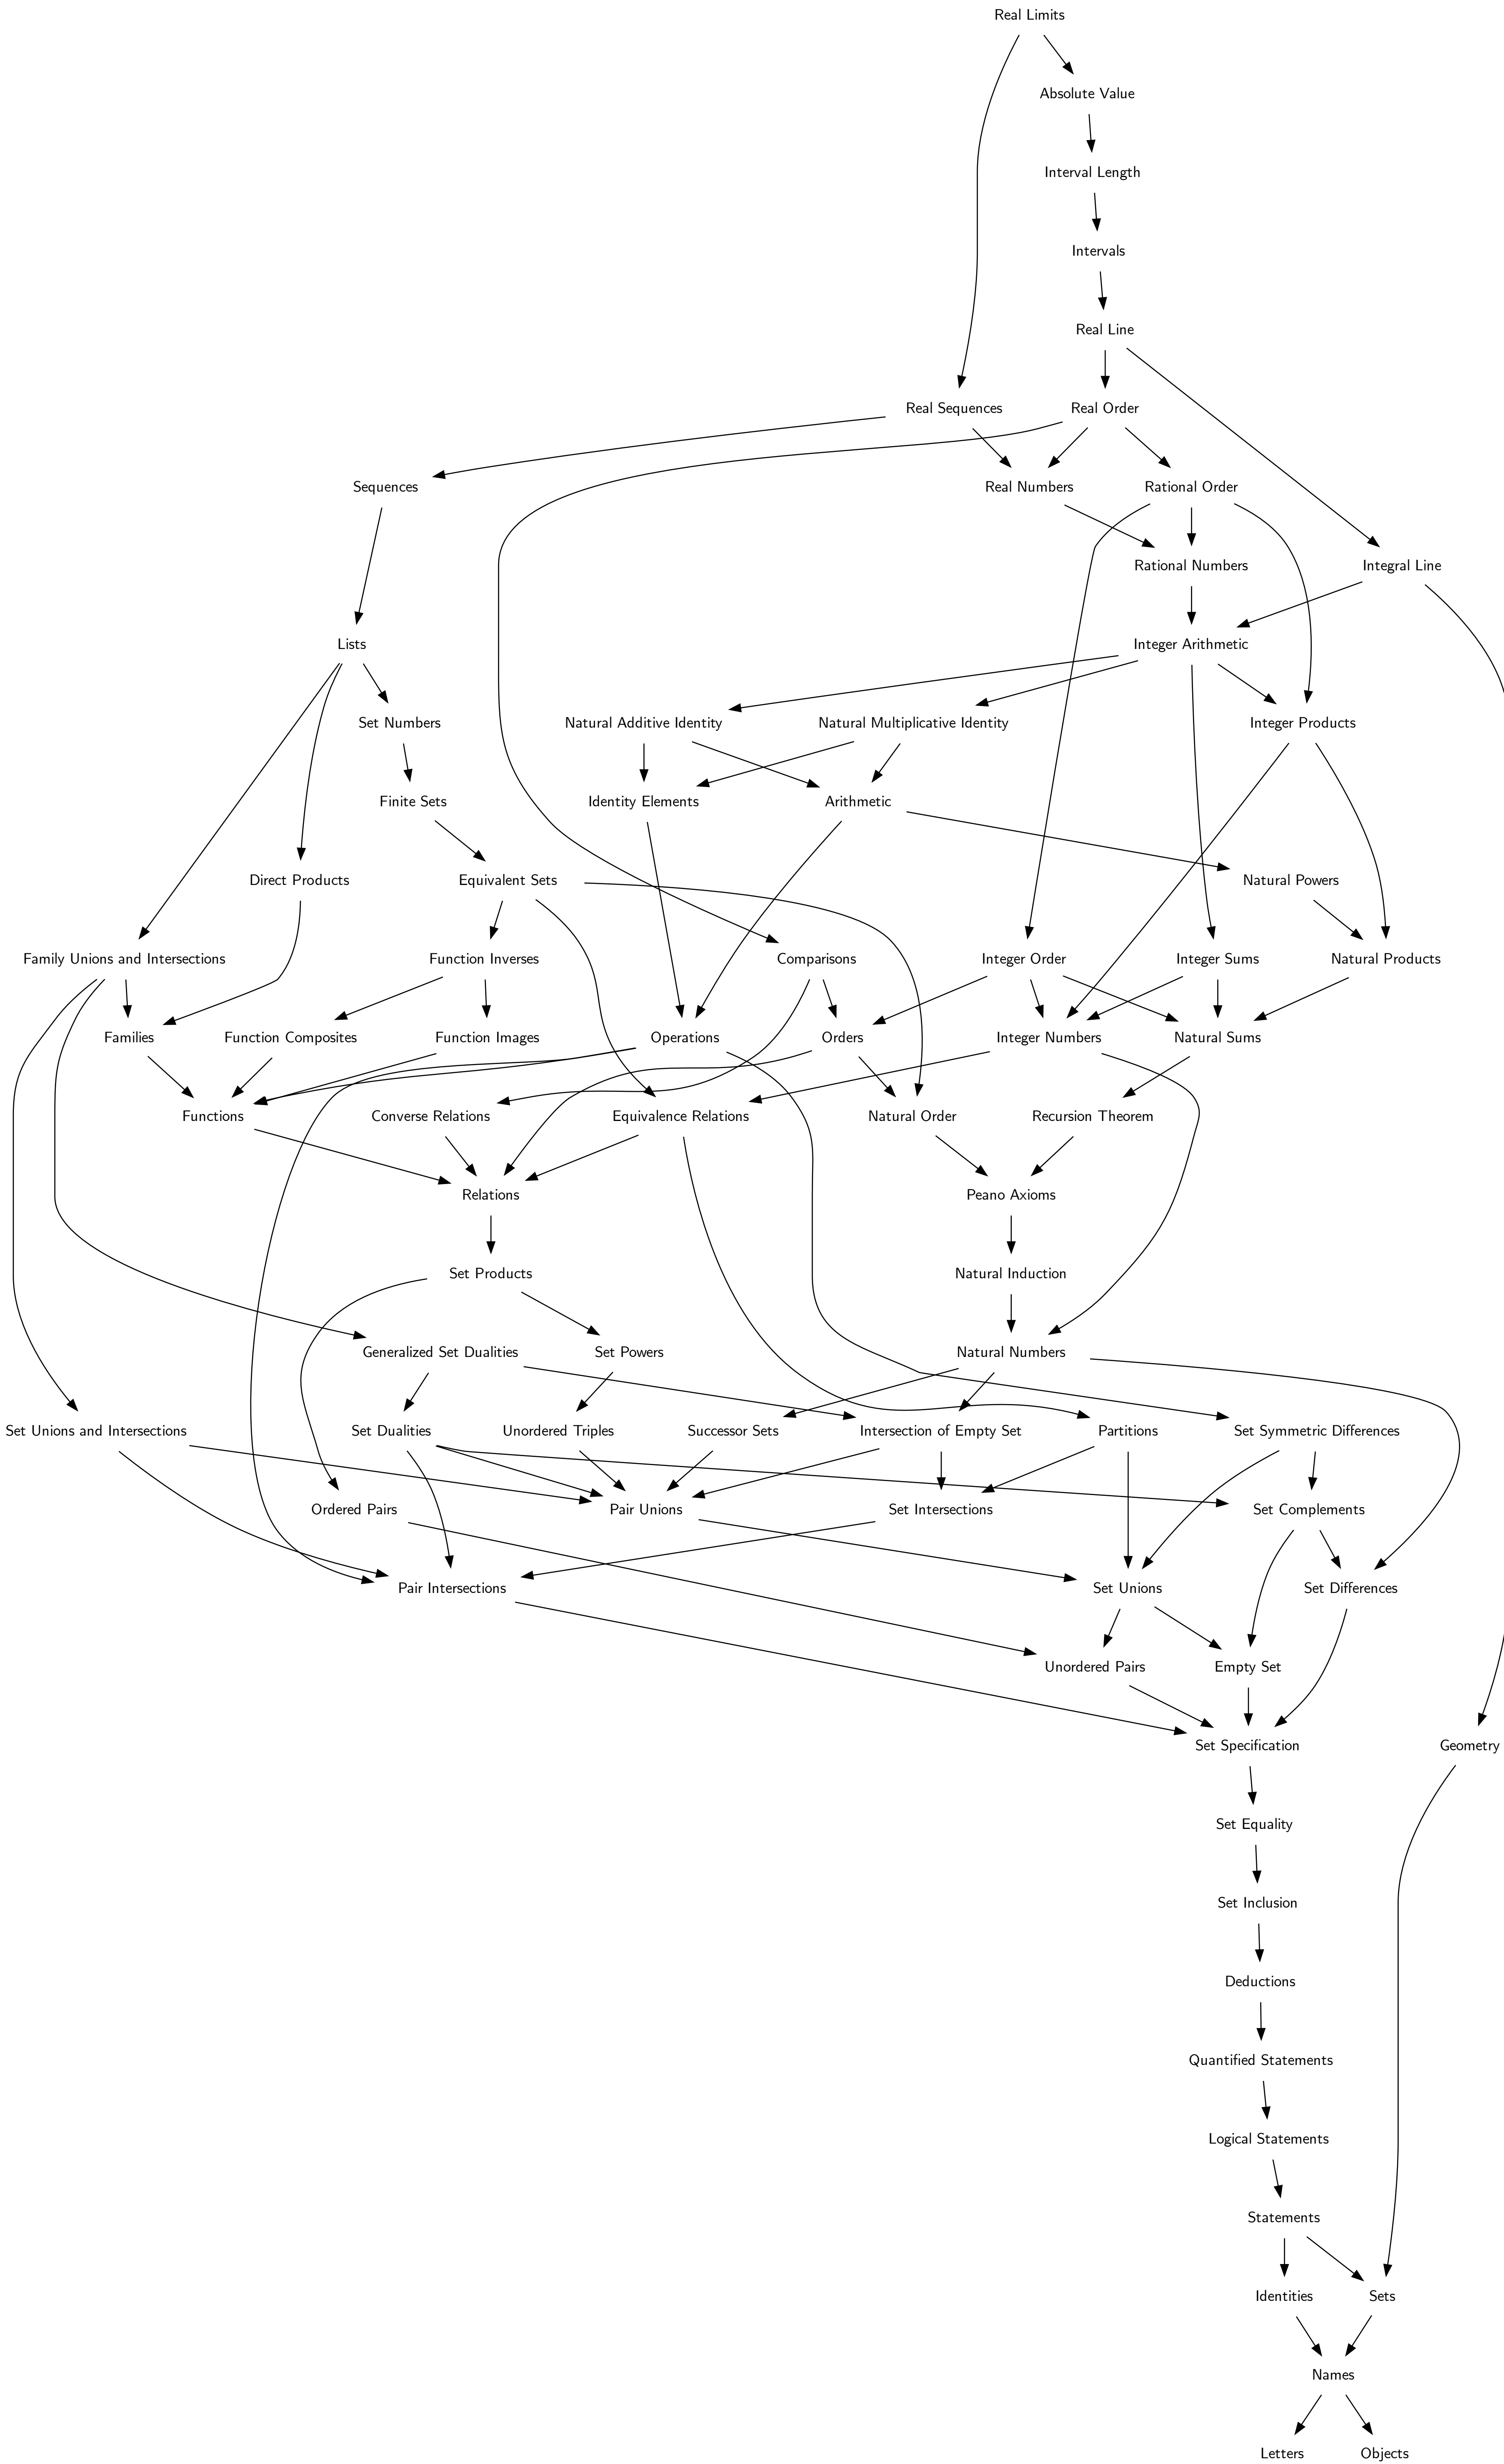 Real Limits
Absolute Value
Interval Length
Intervals
Real Line
Real Sequences
Real Order
Sequences
Real Numbers
Rational Order
Rational Numbers
Integral Line
Lists
Integer Arithmetic
Set Numbers
Natural Additive Identity
Natural Multiplicative Identity
Integer Products
Finite Sets
Identity Elements
Arithmetic
Direct Products
Equivalent Sets
Natural Powers
Family Unions and Intersections
Function Inverses
Comparisons
Integer Order
Integer Sums
Natural Products
Families
Function Composites
Function Images
Operations
Orders
Integer Numbers
Natural Sums
Functions
Converse Relations
Equivalence Relations
Natural Order
Recursion Theorem
Relations
Peano Axioms
Set Products
Natural Induction
Generalized Set Dualities
Set Powers
Natural Numbers
Set Unions and Intersections
Set Dualities
Unordered Triples
Successor Sets
Intersection of Empty Set
Partitions
Set Symmetric Differences
Ordered Pairs
Pair Unions
Set Intersections
Set Complements
Pair Intersections
Set Unions
Set Differences
Unordered Pairs
Empty Set
Set Specification
Geometry
Set Equality
Set Inclusion
Deductions
Quantified Statements
Logical Statements
Statements
Identities
Sets
Names
Letters
Objects